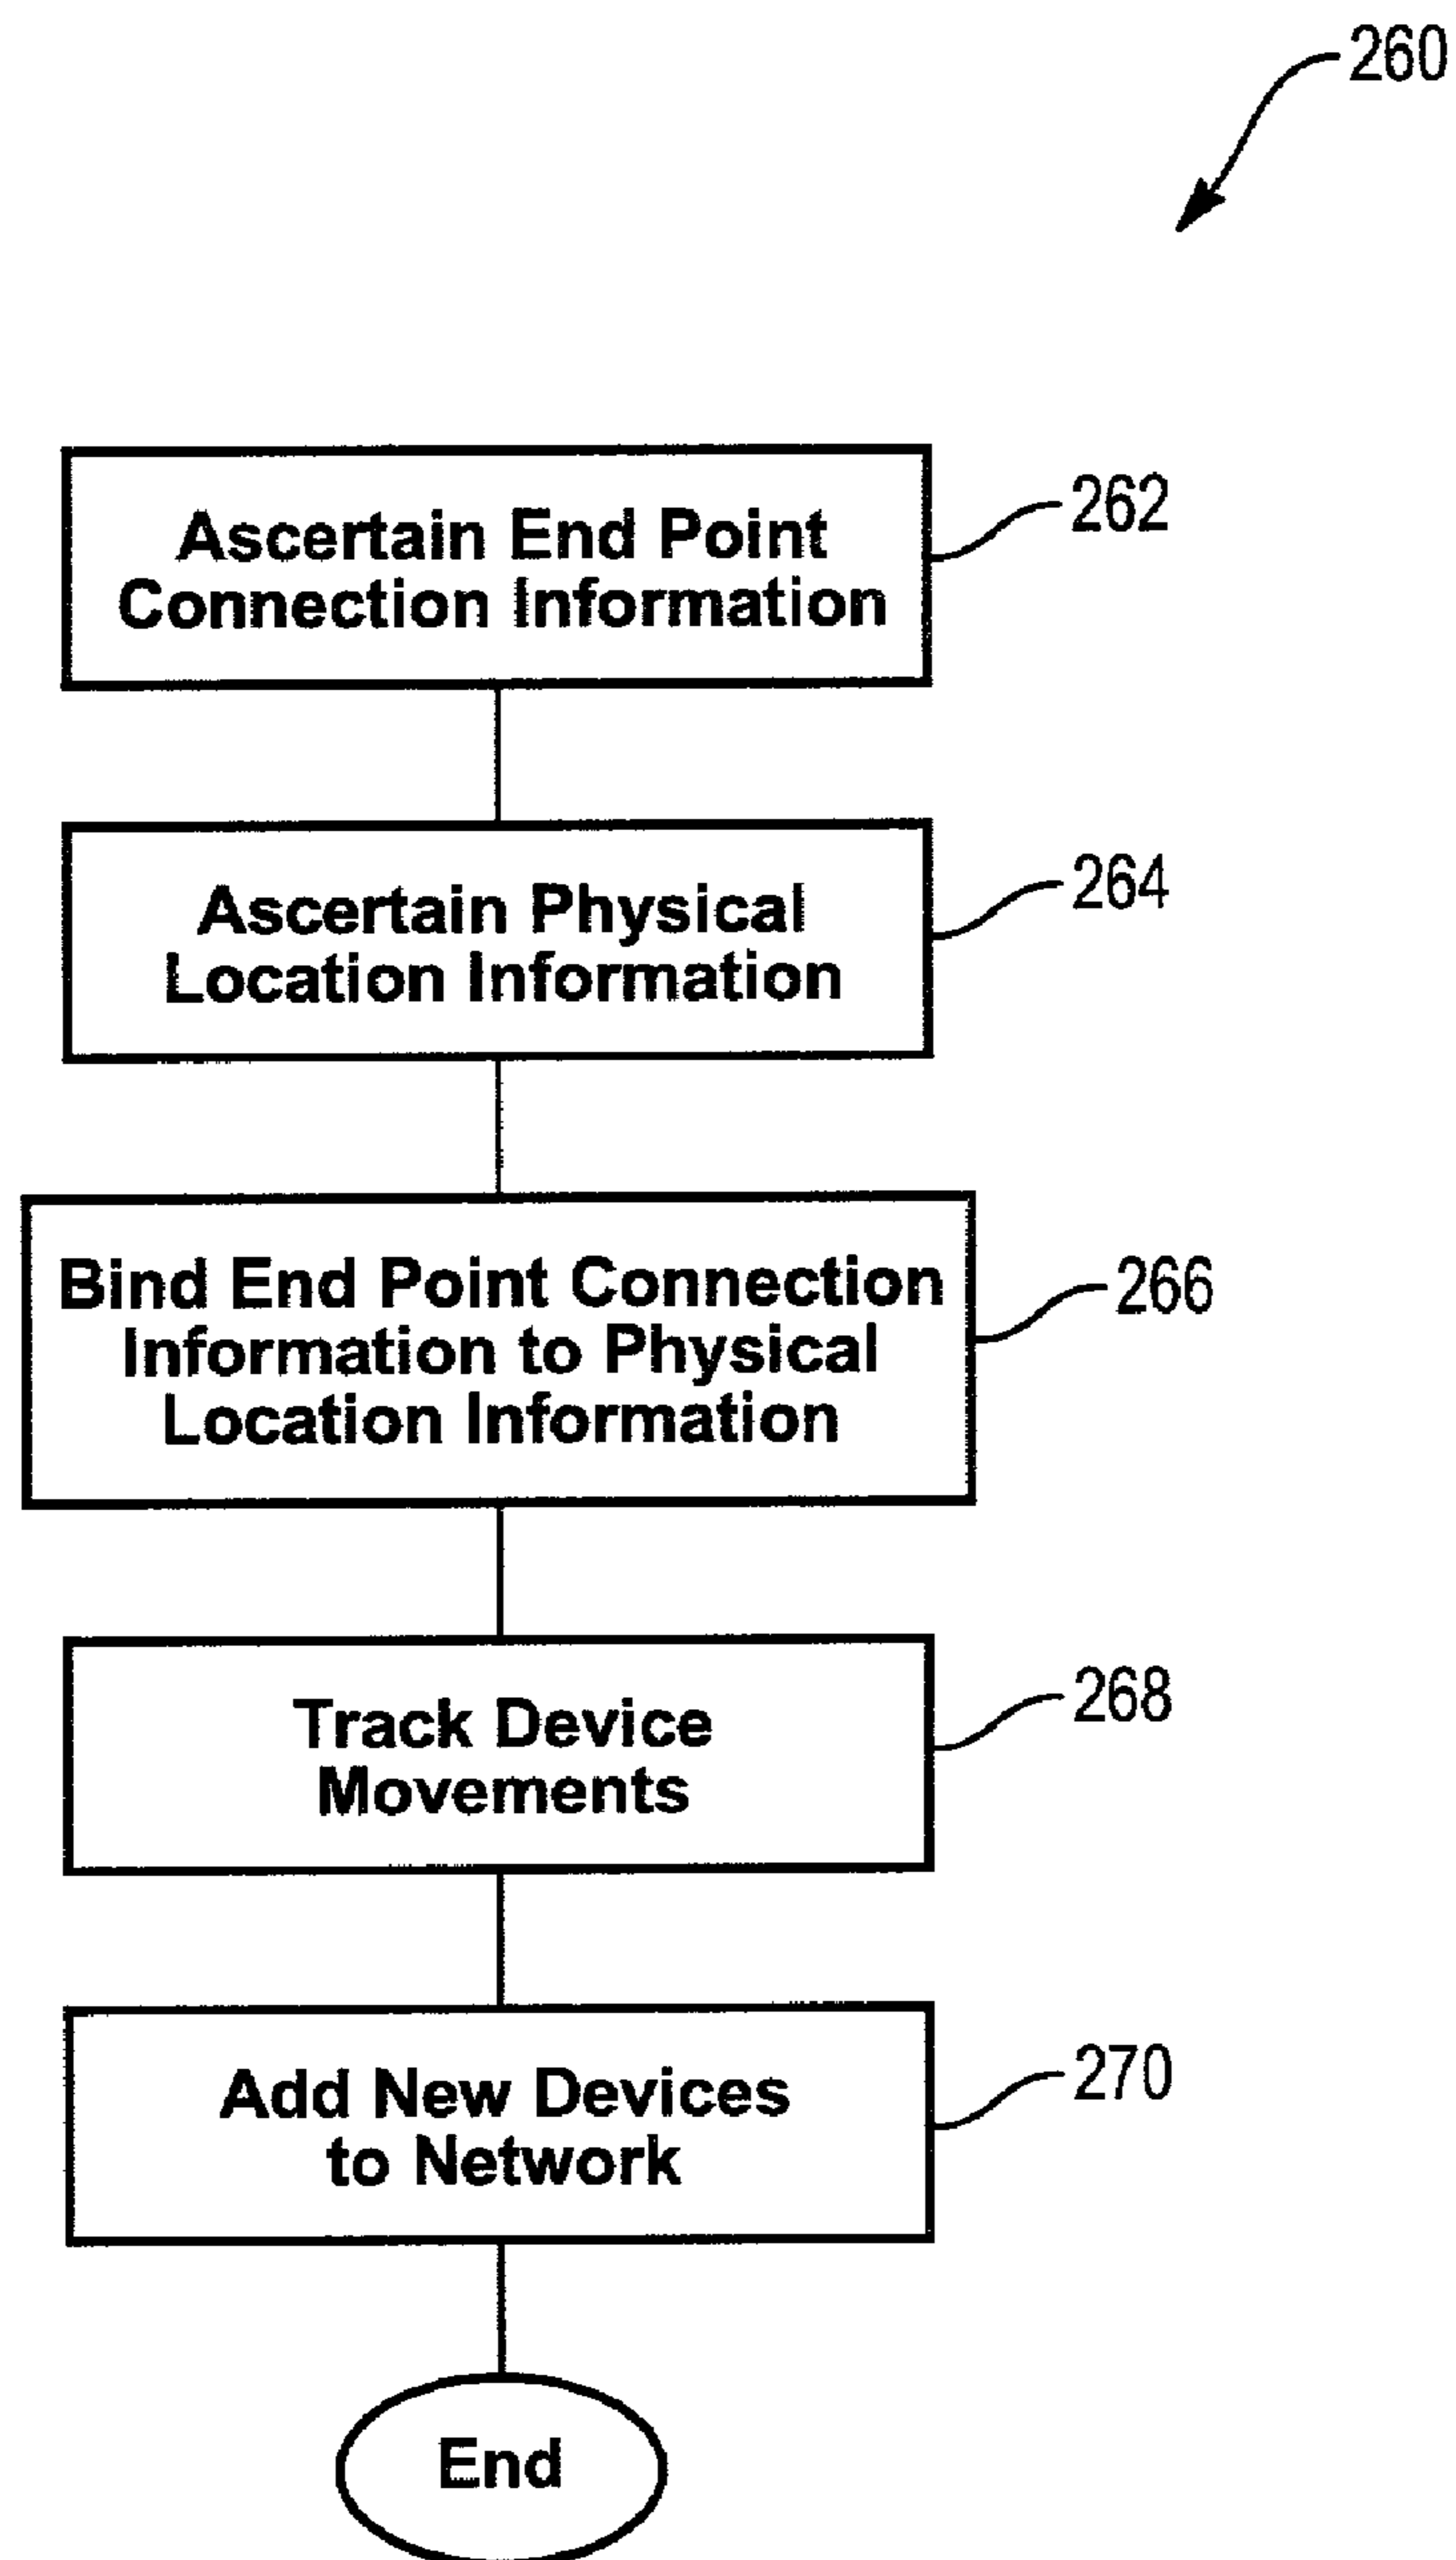 260
Ascertain End Point
Connection Information
262
Ascertain Physical
Location Information
264
Bind End Point Connection
Information to Physical
Location Information
266
Track Device
Movements
268
Add New Devices
to Network
270
End